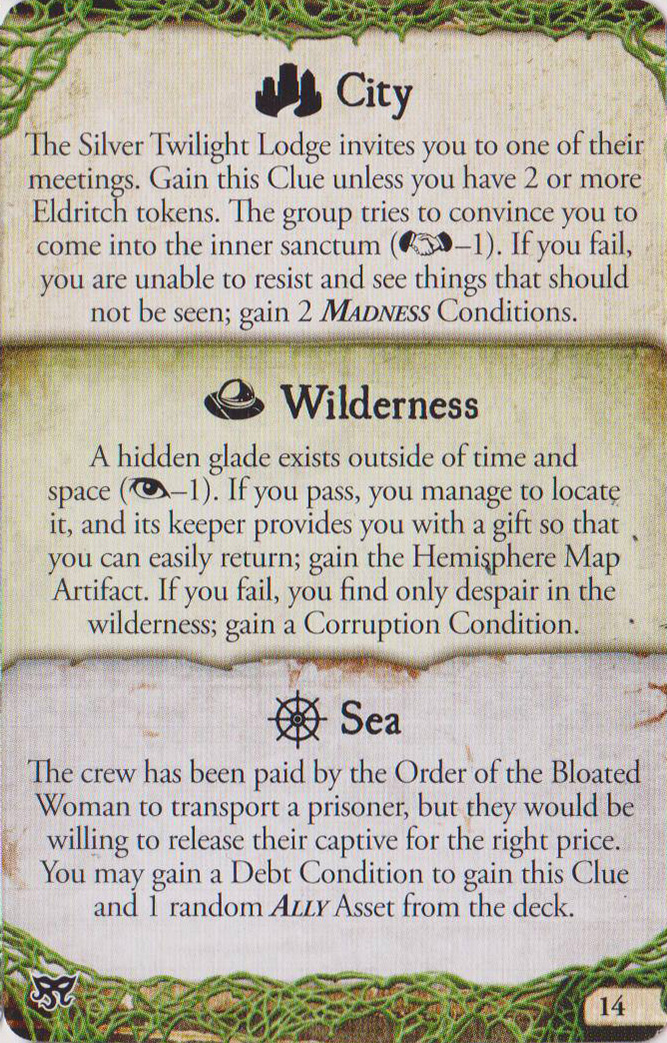 City
The Silver Twilight Lodge invites you to one of their
meetings. Gain this Clue unless you have 2 or more
Eldritch tokens. The group tries to convince you to
come into the inner sanctum (–1). If you fail,
you are unable to resist and see things that should
not be seen; gain 2 MADNESS Conditions.
Wilderness
A hidden glade exists outside of time and
space (–1). If you pass, you manage to locate
it, and its keeper provides you with a gift so that
you can easily return; gain the Hemisphere Map
Artifact. If you fail, you find only despair in the
wilderness; gain a Corruption Condition.
Sea
The crew has been paid by the Order of the Bloated
Woman to transport a prisoner, but they would be
willing to release their captive for the right price.
You may gain a Debt Condition to gain this Clue
and 1 random ALLY Asset from the deck.
14